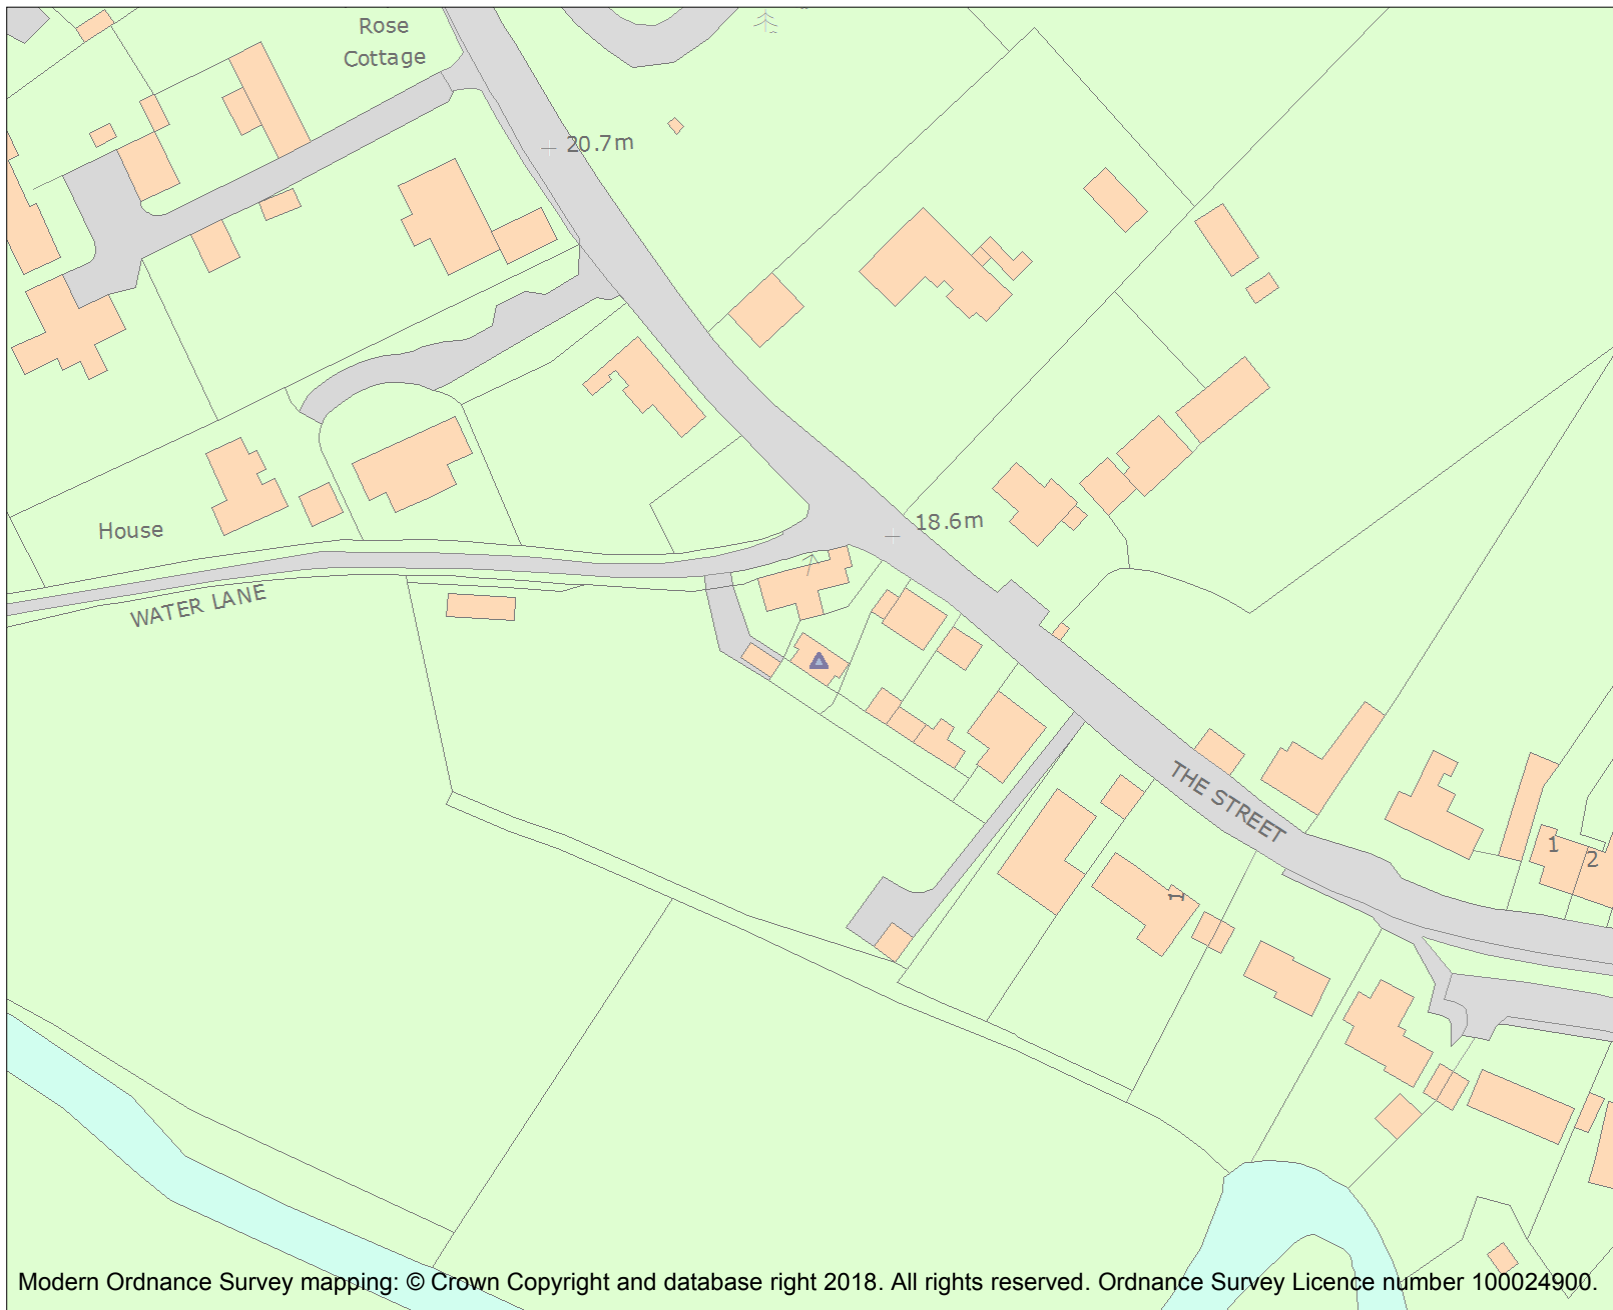 Rose
Cottage
20.7m
18.6m
House
WATER LANE
THE STREET
1
2
1
Modern Ordnance Survey mapping: © Crown Copyright and database right 2018. All rights reserved. Ordnance Survey Licence number 100024900.